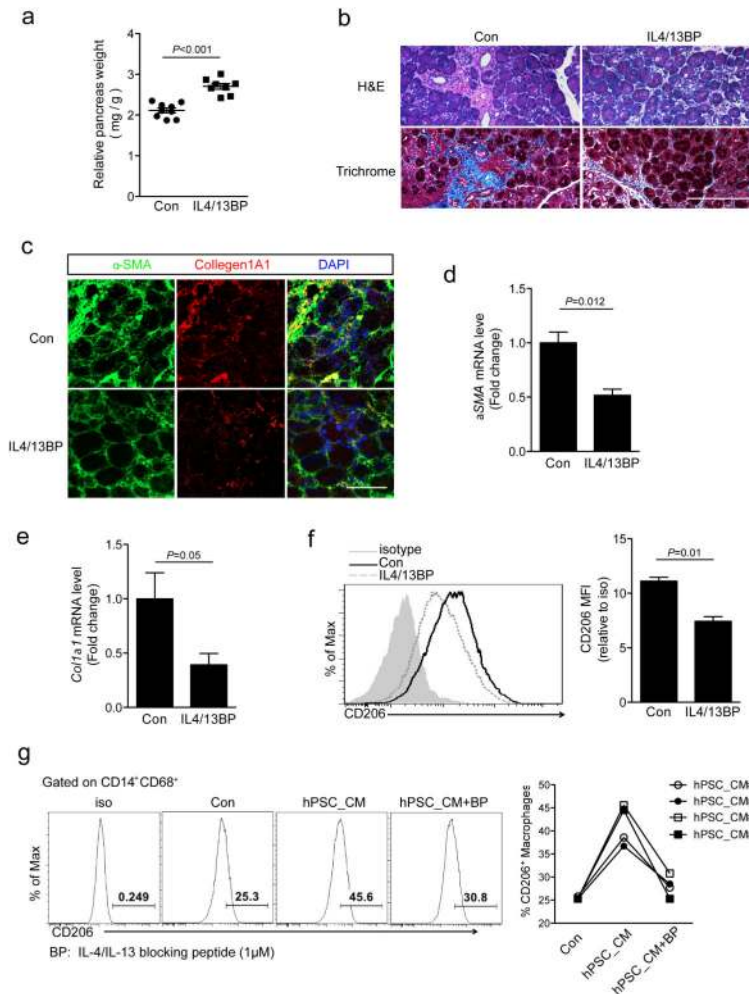 a
P<0.001
Relative pancreas weight
( mg / g )
4
3
2
1
0
Con IL4/13BP
b
Con IL4/13BP
H&E
Trichrome
c
α-SMA Collegen1A1 DAPI
Con
IL4/13BP
d
P=0.012
aSMA mRNA leve
(Fold change)
1.5
1.0
0.5
0.0
Con IL4/13BP
e
P=0.05
Col1a1 mRNA level
(Fold change)
1.5
1.0
0.5
0.0
Con IL4/13BP
f
isotype
Con
IL4/13BP
% of Max
CD206
P=0.01
CD206 MFI
(relative to iso)
15
10
5
0
Con IL4/13BP
g
Gated on CD14+CD68+
iso Con hPSC_CM hPSC_CM+BP
% of Max
0.249 25.3 45.6 30.8
CD206
BP: IL-4/IL-13 blocking peptide (1µM)
% CD206+ Macrophages
50
45
40
35
30
25
20
Con
hPSC_CM
hPSC_CM+BP
hPSC_CM
hPSC_CM
hPSC_CM
hPSC_CM